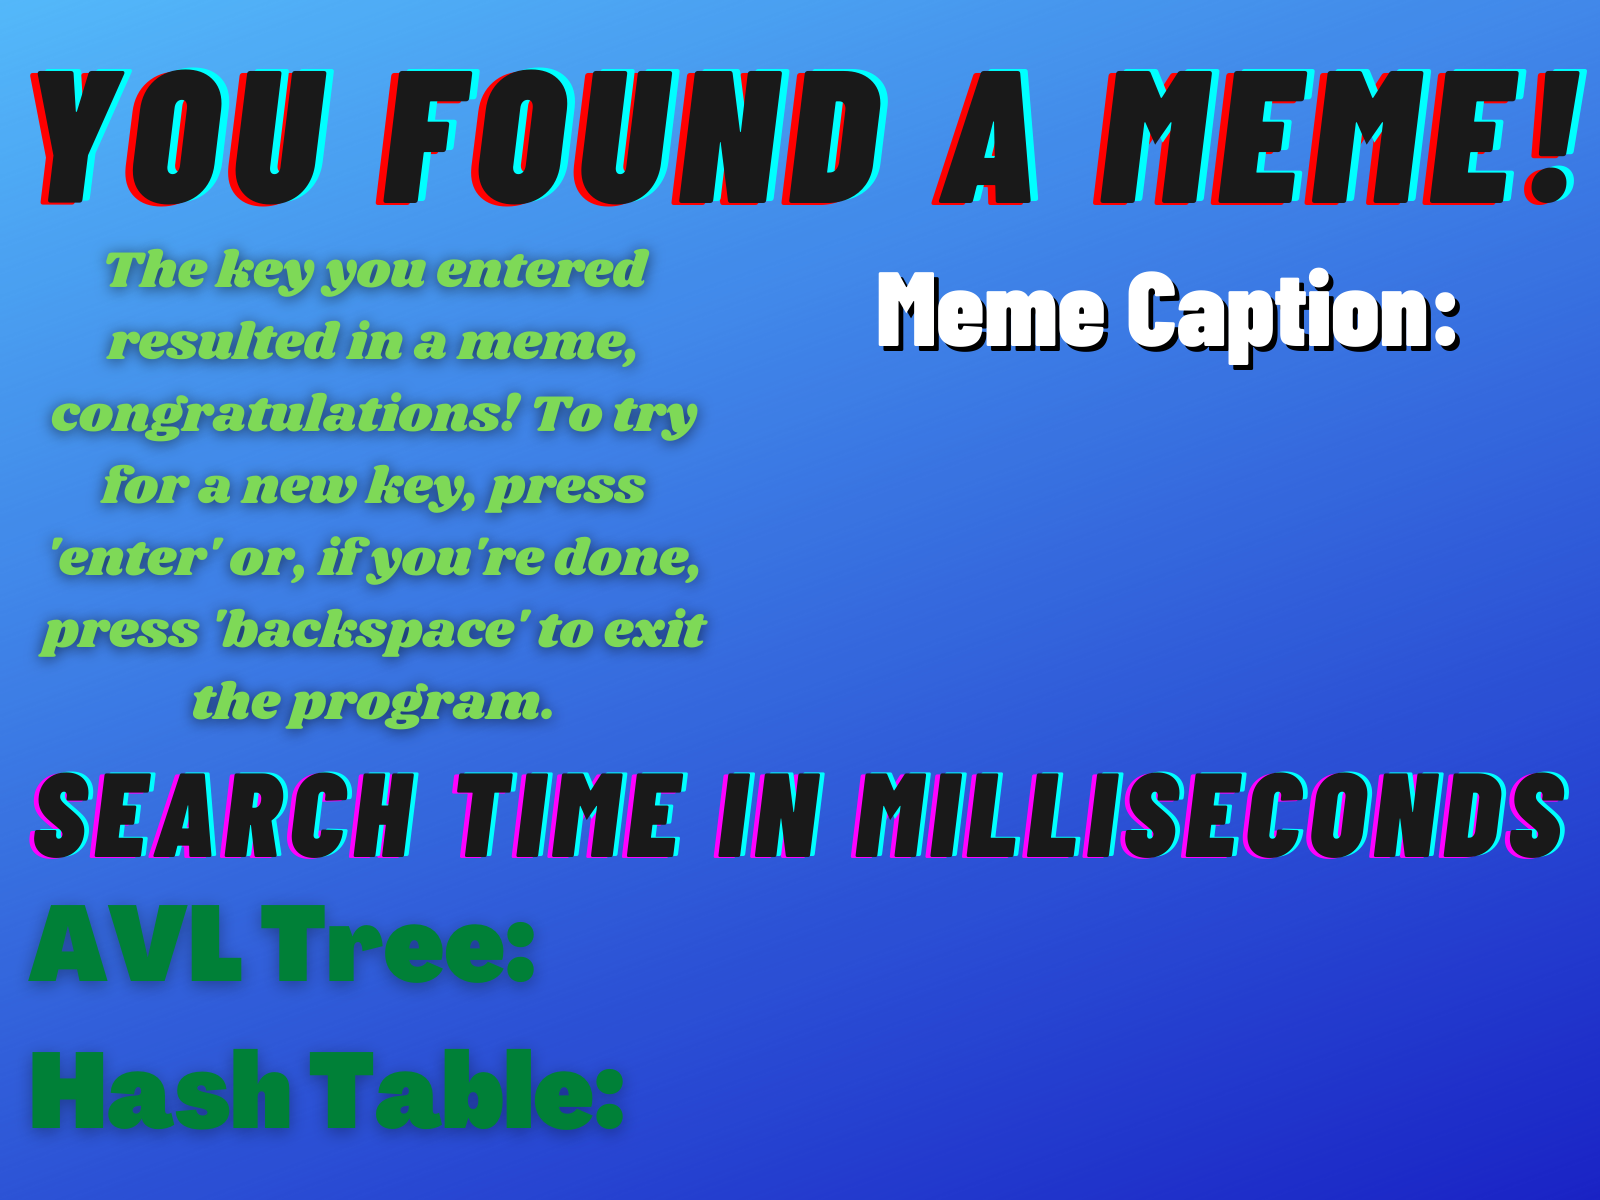 YOU FOUND A MEME!
The key you entered
resulted in a meme,
congratulations! To try
for a new key, press
'enter' or, if you're done,
press 'backspace' to exit
the program.
Meme Caption:
SEARCH TIME IN MILLISECONDS
AVL Tree:
Hash Table: